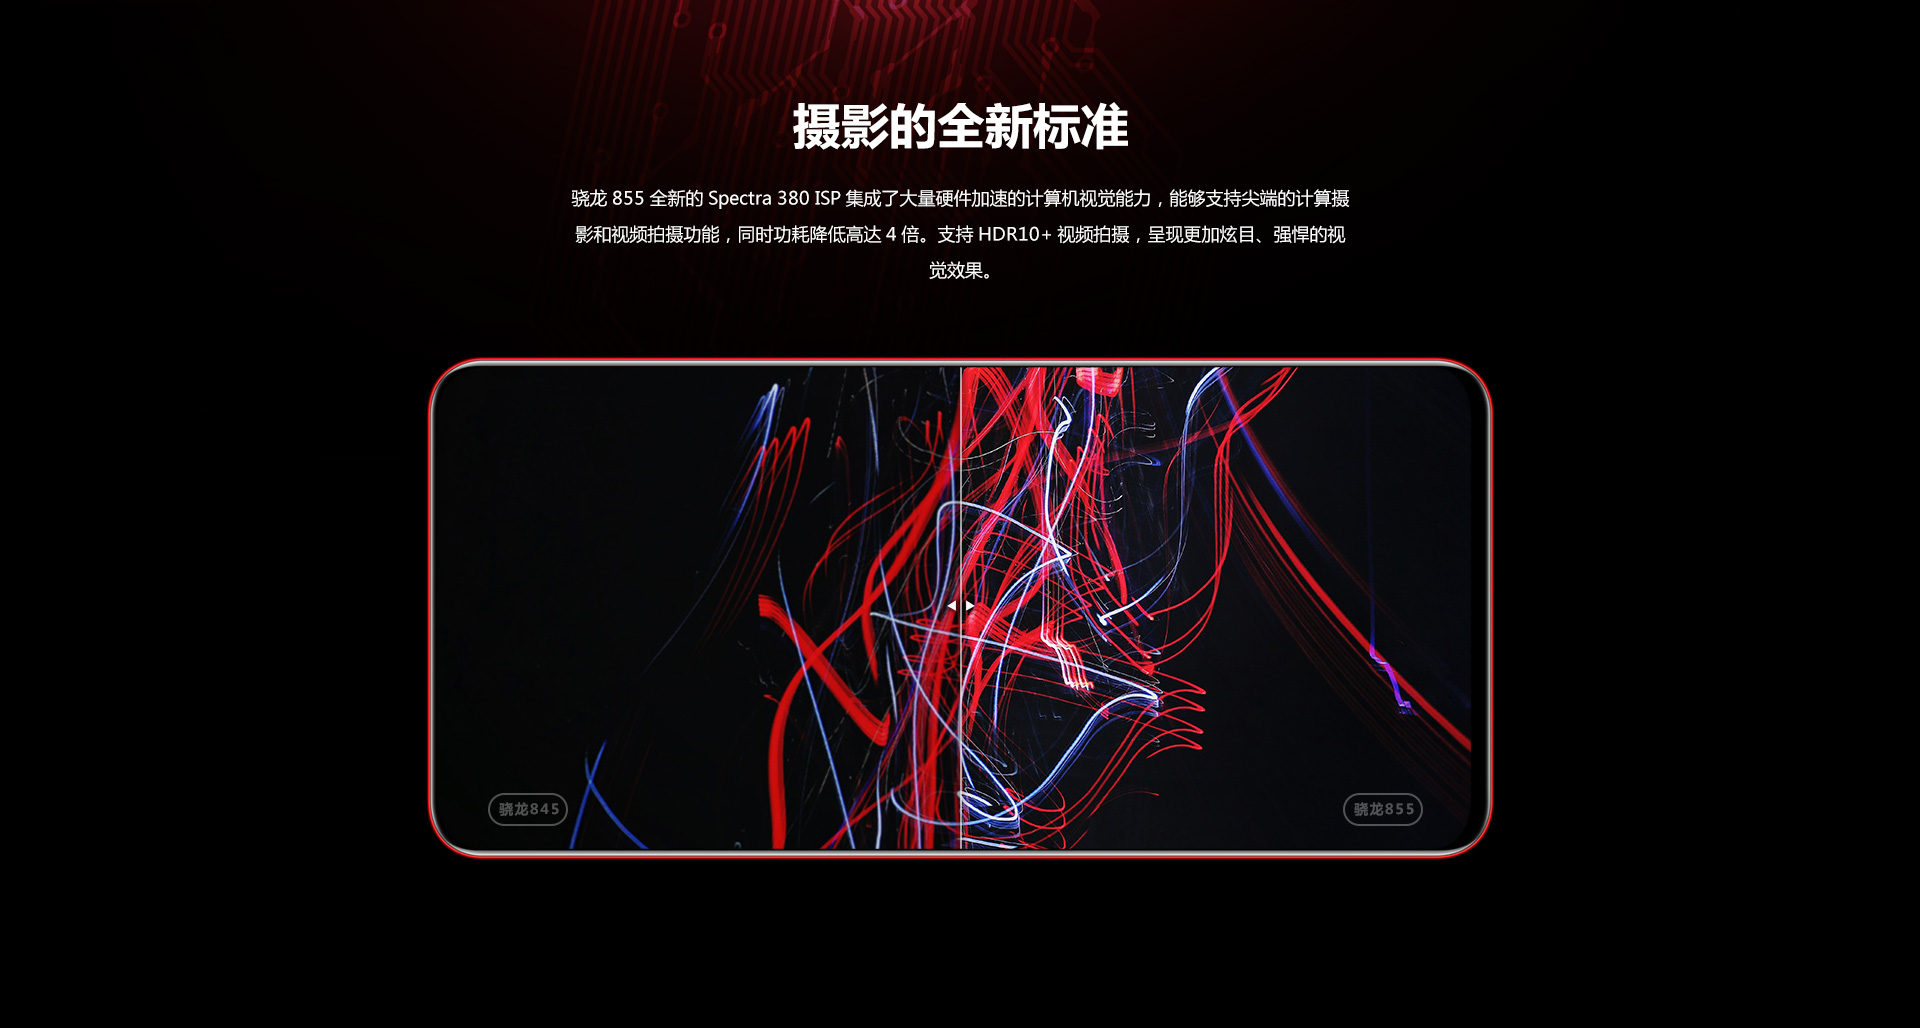 摄影的全新标准
骁龙 855 全新的 Spectra 380 ISP 集成了大量硬件加速的计算机视觉能力，能够支持尖端的计算摄
影和视频拍摄功能，同时功耗降低高达 4 倍。支持 HDR10+ 视频拍摄，呈现更加炫目、强悍的视
觉效果。
骁龙845
骁龙855